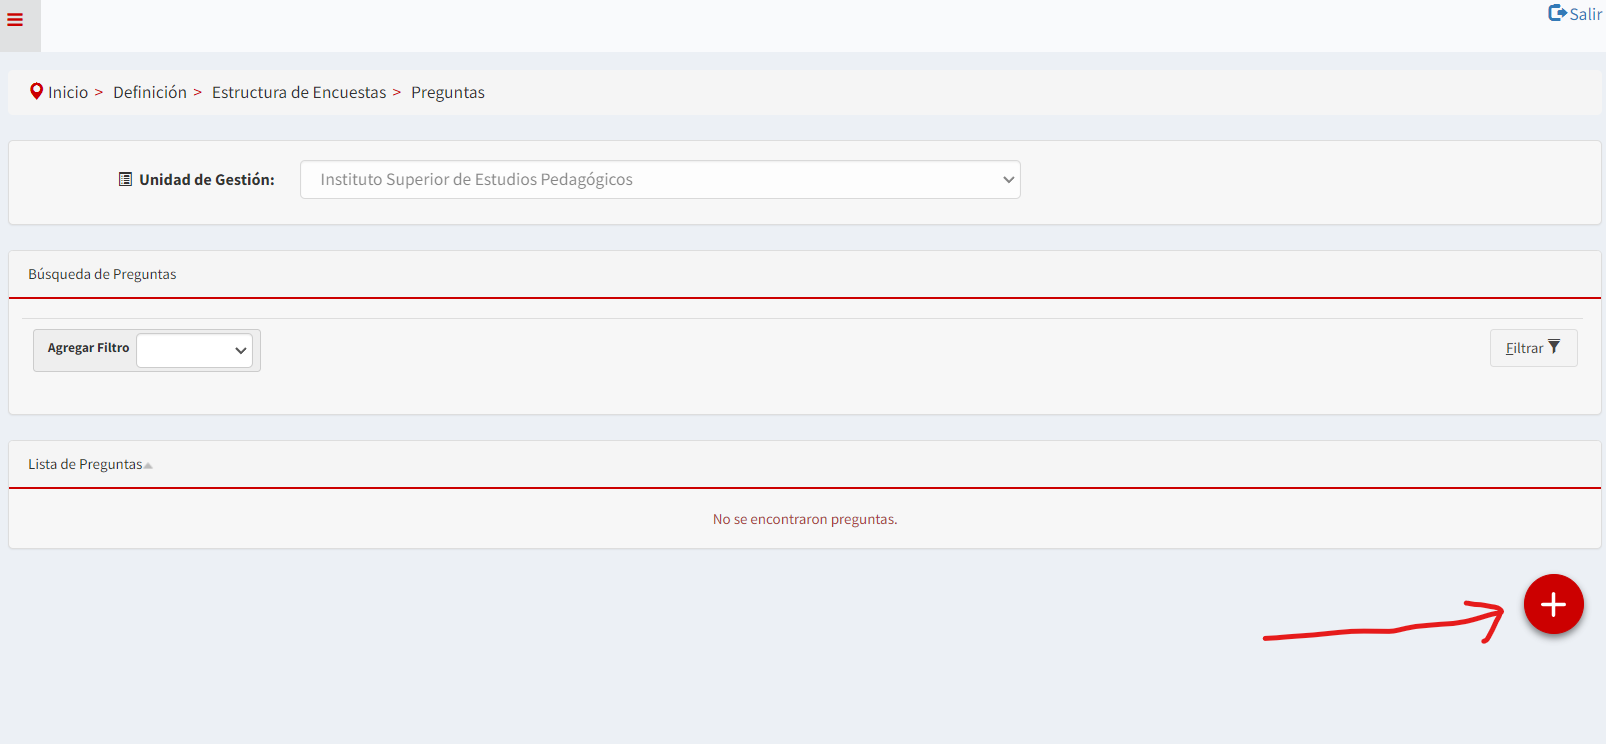 Salir
Inicio > Definición > Estructura de Encuestas > Preguntas
Unidad de Gestión: Instituto Superior de Estudios Pedagógicos
Búsqueda de Preguntas
Agregar Filtro Filtrar
Lista de Preguntas
No se encontraron preguntas.